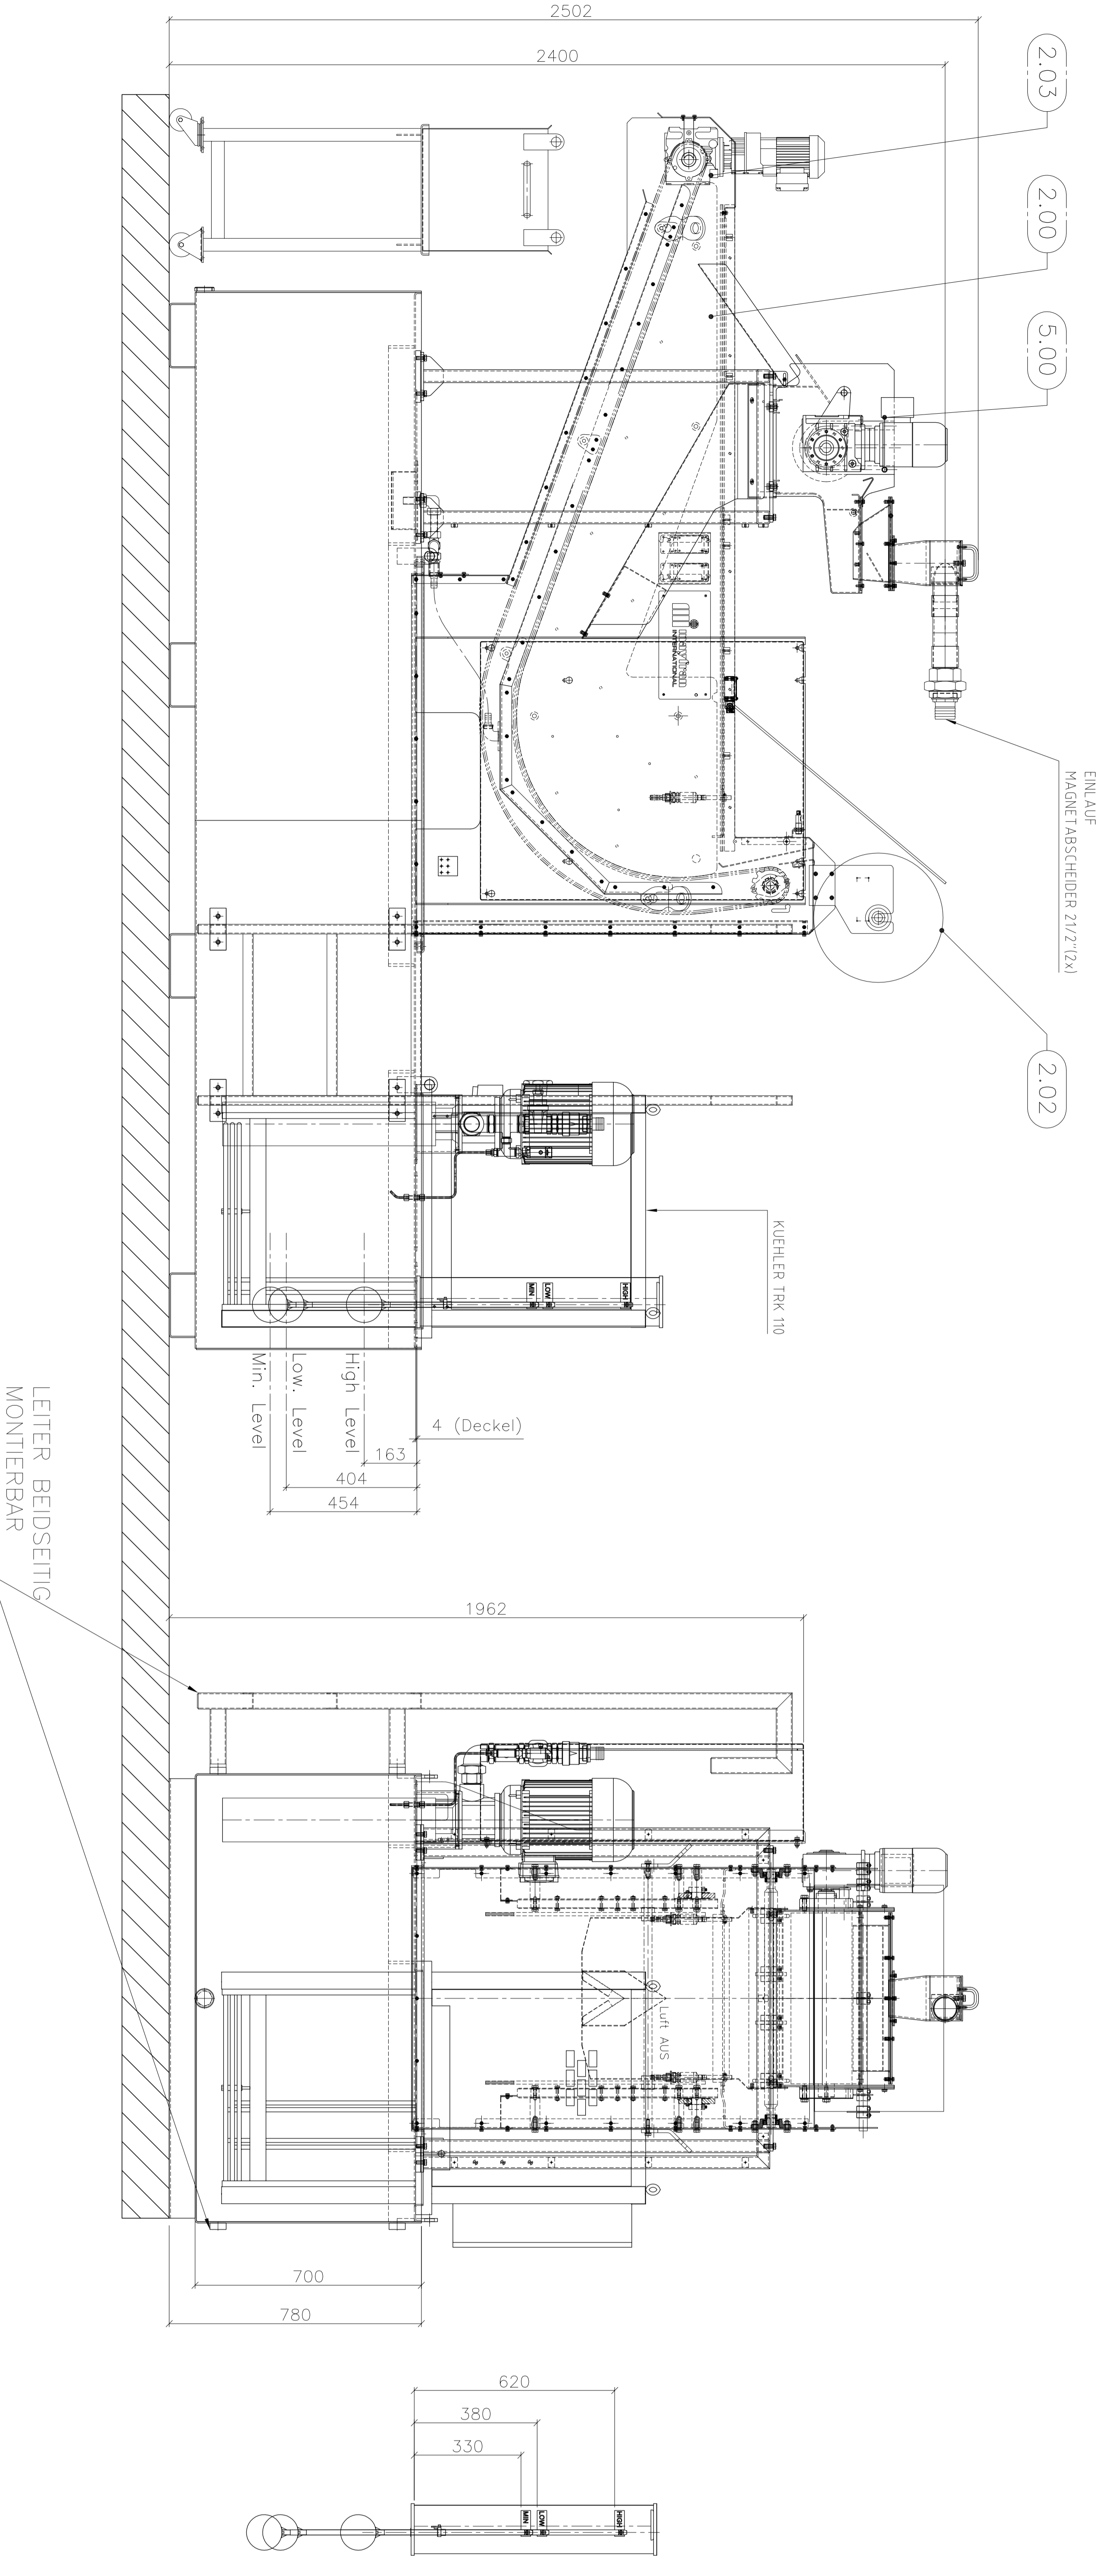 2502
2400
2.03
2.00
5.00
2.02
EINLAUF
MAGNETABSCHEIDER 21/2"(2x)
INTERNATIONAL
KUEHLER TRK 110
HIGH
LOW
MIN
High Level
Low. Level
Min. Level
4 (Deckel)
163
404
454
LEITER BEIDSEITIG
MONTIERBAR
1962
Luft AUS
700
780
620
380
330
HIGH
LOW
MIN